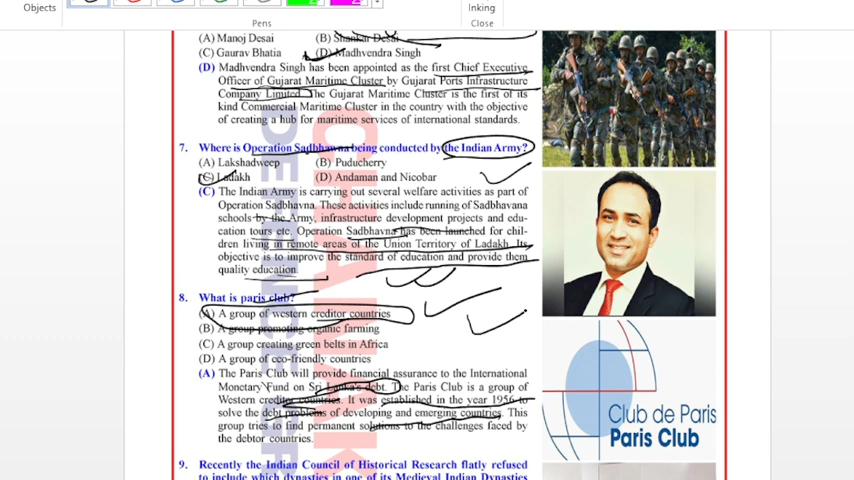 Objects
Pens
Inking
Close
(A) Manoj Desai (B) Shankar Desai
(C) Gaurav Bhatia (D) Madhvendra Singh
(D) Madhvendra Singh has been appointed as the first Chief Executive
Officer of Gujarat Maritime Cluster by Gujarat Ports Infrastructure
Company Limited. The Gujarat Maritime Cluster is the first of its
kind Commercial Maritime Cluster in the country with the objective
of creating a hub for maritime services of international standards.
7. Where is Operation Sadbhawna being conducted by the Indian Army?
(A) Lakshadweep (B) Puducherry
(C) Ladakh (D) Andaman and Nicobar
(C) The Indian Army is carrying out several welfare activities as part of
Operation Sadbhavna. These activities include running of Sadbhavana
schools by the Army, infrastructure development projects and edu-
cation tours etc. Operation Sadbhavna has been launched for chil-
dren living in remote areas of the Union Territory of Ladakh. Its
objective is to improve the standard of education and provide them
quality education
8. What is paris club?
(A) A group of western creditor countries
(B) A group promoting organic farming
(C) A group creating green belts in Africa
(D) A group of eco-friendly countries
(A) The Paris Club will provide financial assurance to the International
Monetary Fund on Sri Lanka's debt. The Paris Club is a group of
Western creditor countries. It was established in the year 1956 to
solve the debt problems of developing and emerging countries. This
group tries to find permanent solutions to the challenges faced by
the debtor countries.
Club de Paris
Paris Club
9. Recently the Indian Council of Historical Research flatly refused
to include which dynasties in one of its Medieval Indian Dynasties